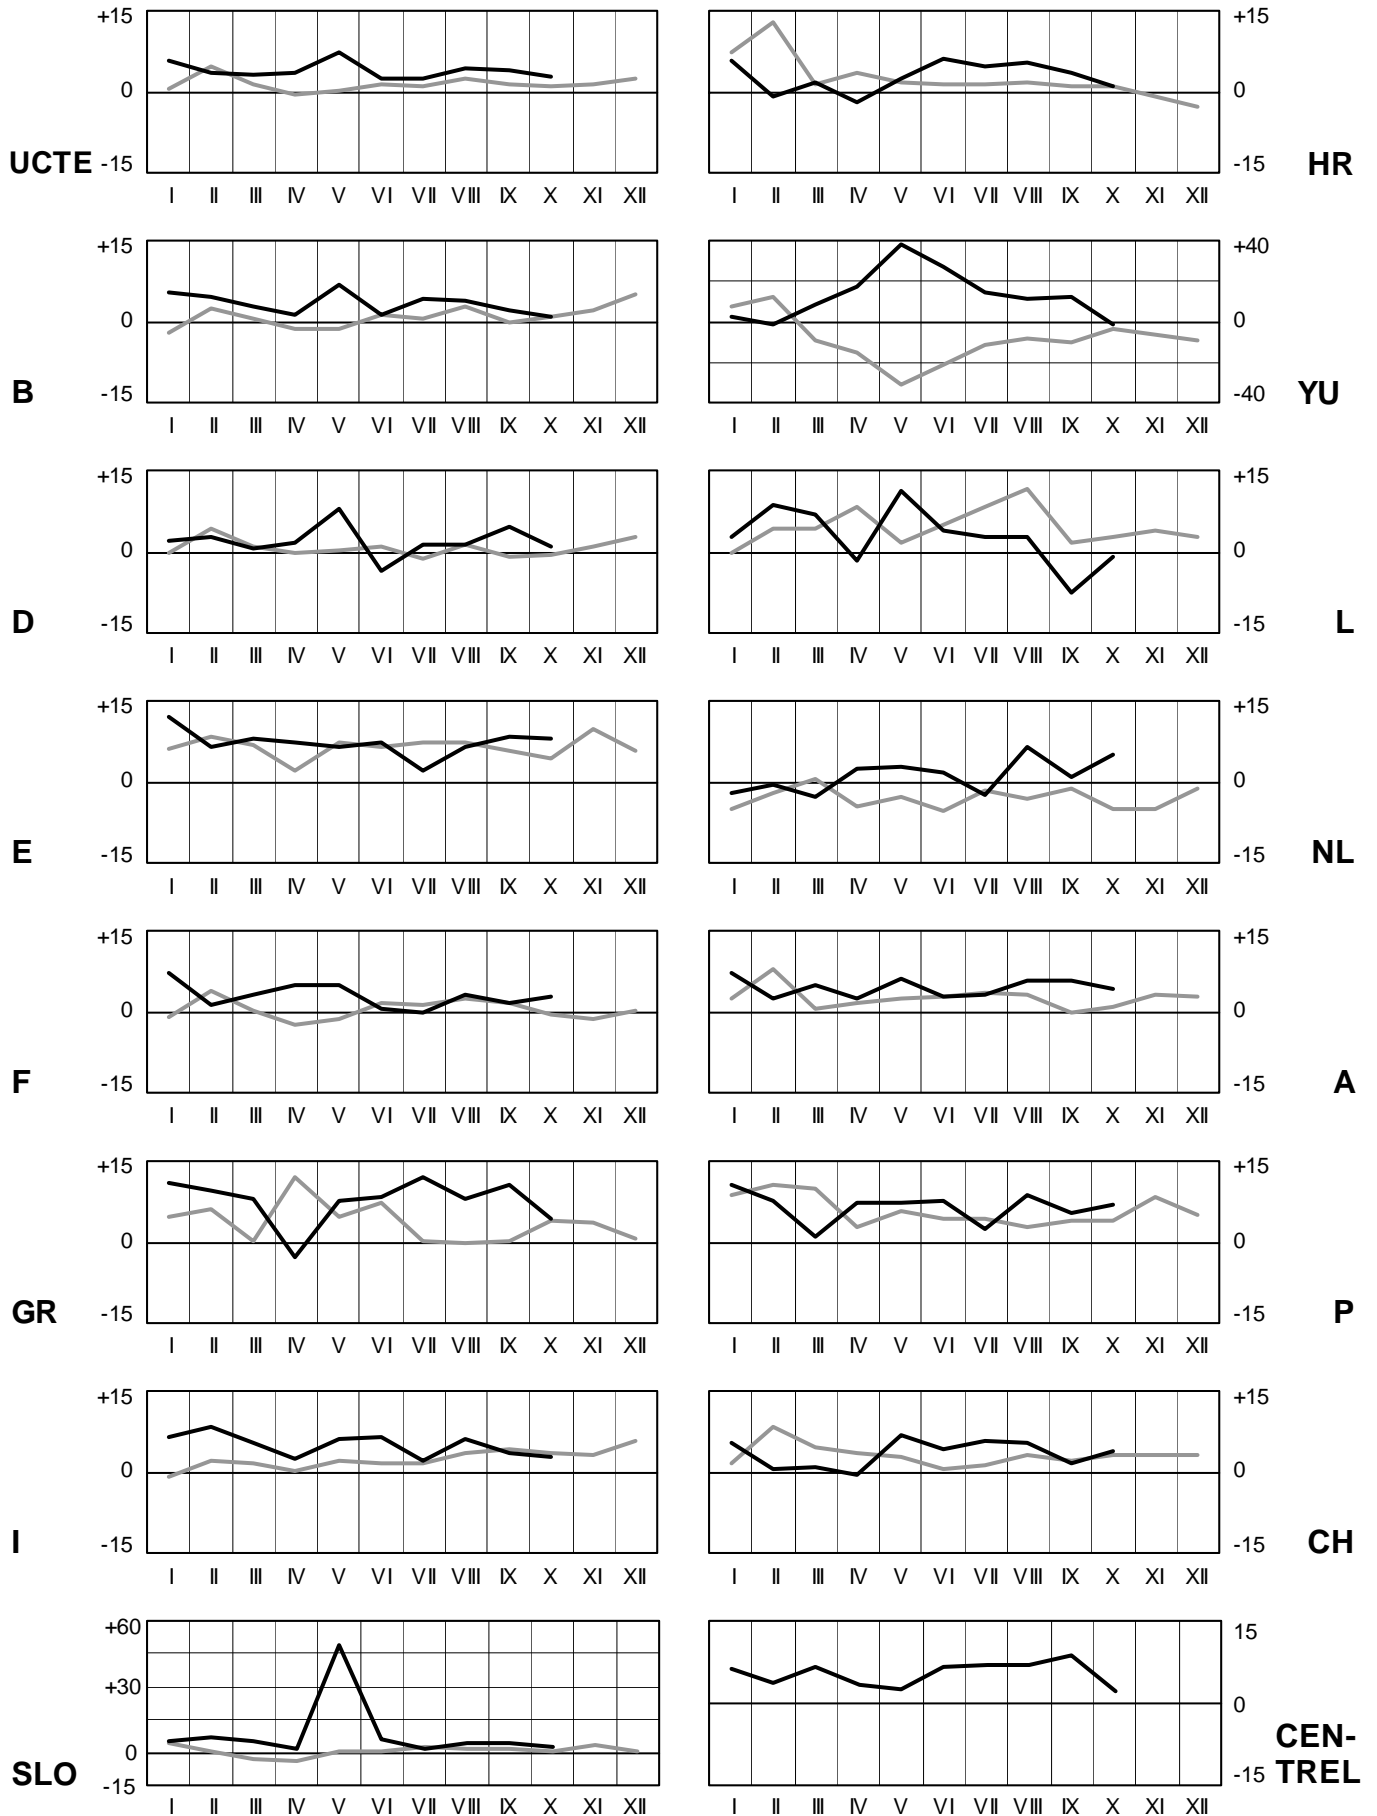 +15 +15
0 0
UCTE -15 -15 HR
I II III IV V VI VII VIII IX X XI XII I II III IV V VI VII VIII IX X XI XII
+15 +40
0 0
B -15 -40 YU
I II III IV V VI VII VIII IX X XI XII I II III IV V VI VII VIII IX X XI XII
+15 +15
0 0
D -15 -15 L
I II III IV V VI VII VIII IX X XI XII I II III IV V VI VII VIII IX X XI XII
+15 +15
0 0
E -15 -15 NL
I II III IV V VI VII VIII IX X XI XII I II III IV V VI VII VIII IX X XI XII
+15 +15
0 0
F -15 -15 A
I II III IV V VI VII VIII IX X XI XII I II III IV V VI VII VIII IX X XI XII
+15 +15
0 0
GR -15 -15 P
I II III IV V VI VII VIII IX X XI XII I II III IV V VI VII VIII IX X XI XII
+15 +15
0 0
I -15 -15 CH
I II III IV V VI VII VIII IX X XI XII I II III IV V VI VII VIII IX X XI XII
+60 15
+30
0 0
CEN-
SLO -15 -15 TREL
I II III IV V VI VII VIII IX X XI XII I II III IV V VI VII VIII IX X XI XII